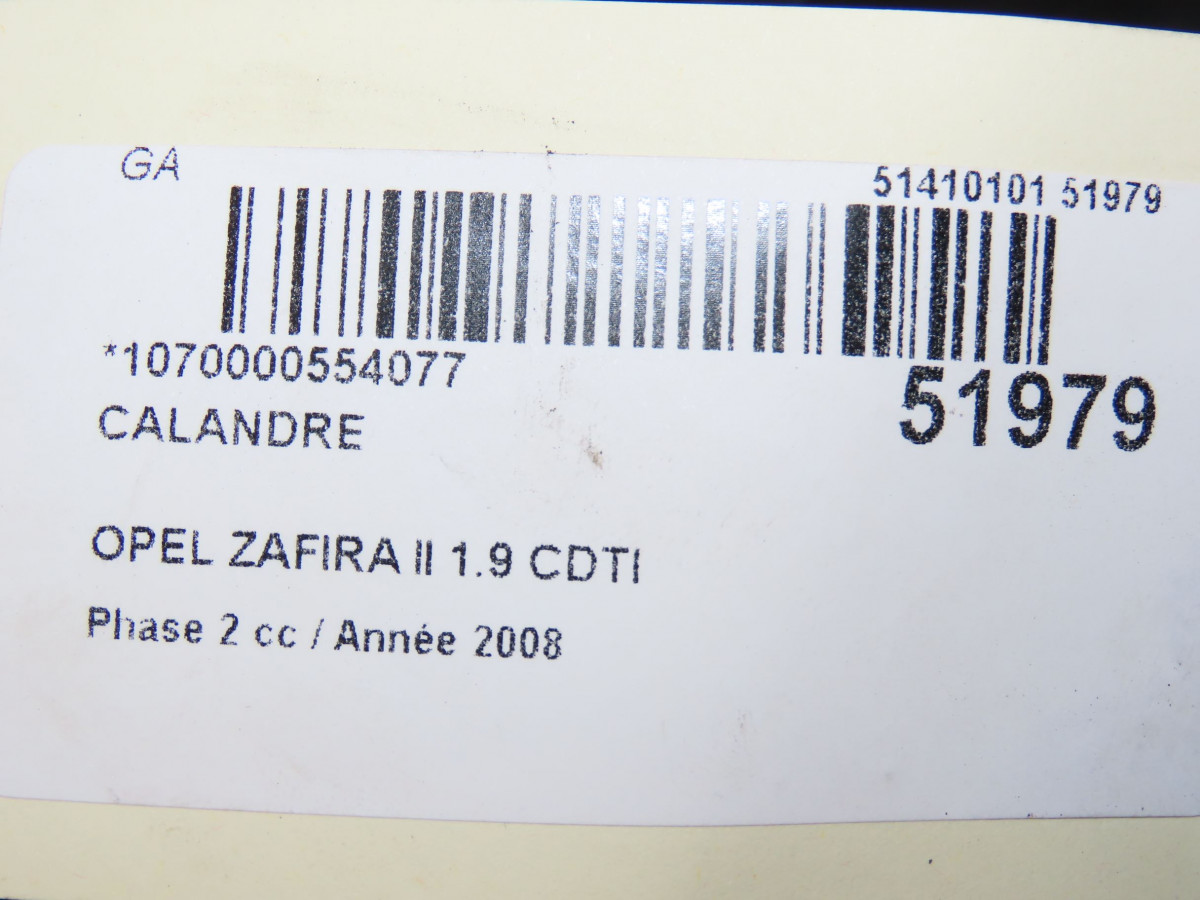 GA
51410101 51979
*1070000554077
51979
CALANDRE
OPEL ZAFIRA II 1.9 CDTI
Phase 2 cc / Année 2008